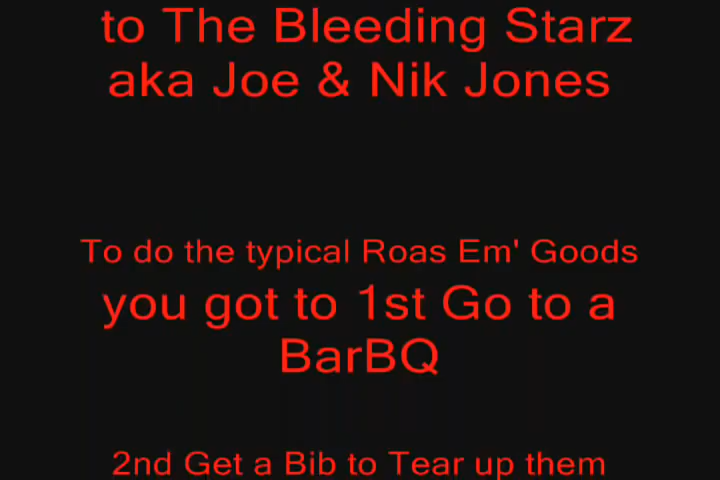 to The Bleeding Starz
aka Joe & Nik Jones
To do the typical Roas Em' Goods
you got to 1st Go to a
BarBQ
2nd Get a Bib to Tear up them